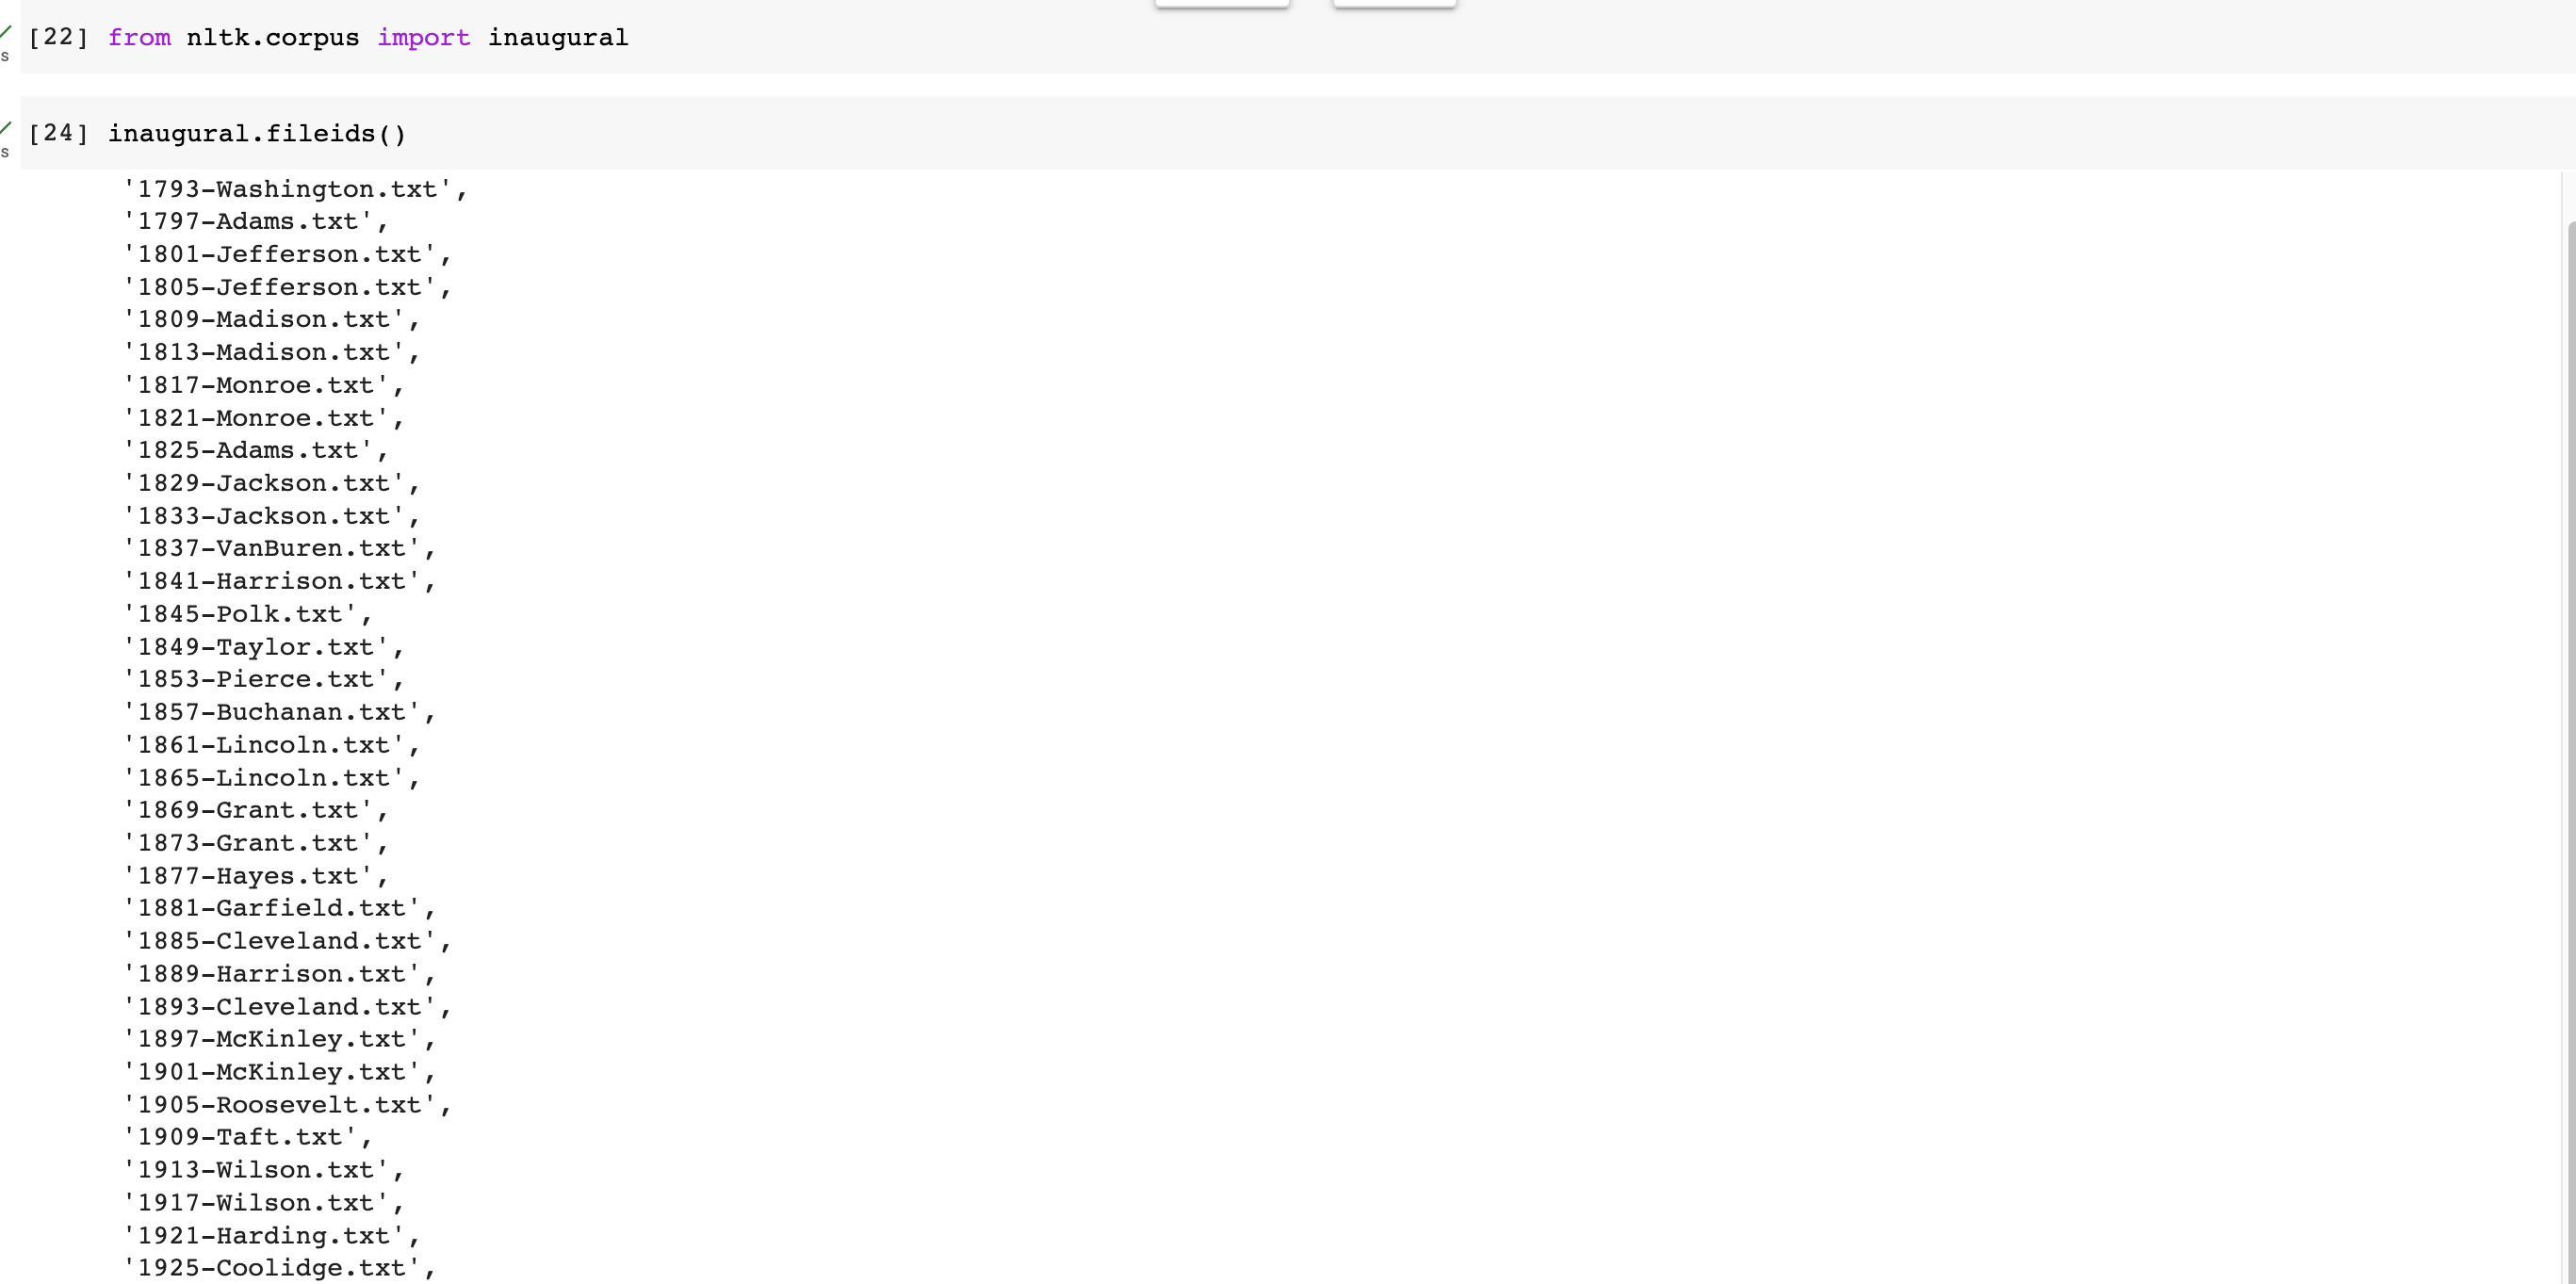 [22] from nltk.corpus import inaugural
s
[24] inaugural.fileids()
s
'1793-Washington.txt',
'1797-Adams.txt',
'1801-Jefferson.txt',
'1805-Jefferson.txt',
'1809-Madison.txt',
'1813-Madison.txt',
'1817-Monroe.txt',
'1821-Monroe.txt',
'1825-Adams.txt',
'1829-Jackson.txt',
'1833-Jackson.txt',
'1837-VanBuren.txt',
'1841-Harrison.txt',
'1845-Polk.txt',
'1849-Taylor.txt',
'1853-Pierce.txt',
'1857-Buchanan.txt',
'1861-Lincoln.txt',
'1865-Lincoln.txt',
'1869-Grant.txt',
'1873-Grant.txt',
'1877-Hayes.txt',
'1881-Garfield.txt',
'1885-Cleveland.txt',
'1889-Harrison.txt',
'1893-Cleveland.txt',
'1897-McKinley.txt',
'1901-McKinley.txt',
'1905-Roosevelt.txt',
'1909-Taft.txt',
'1913-Wilson.txt',
'1917-Wilson.txt',
'1921-Harding.txt',
'1925-Coolidge.txt',